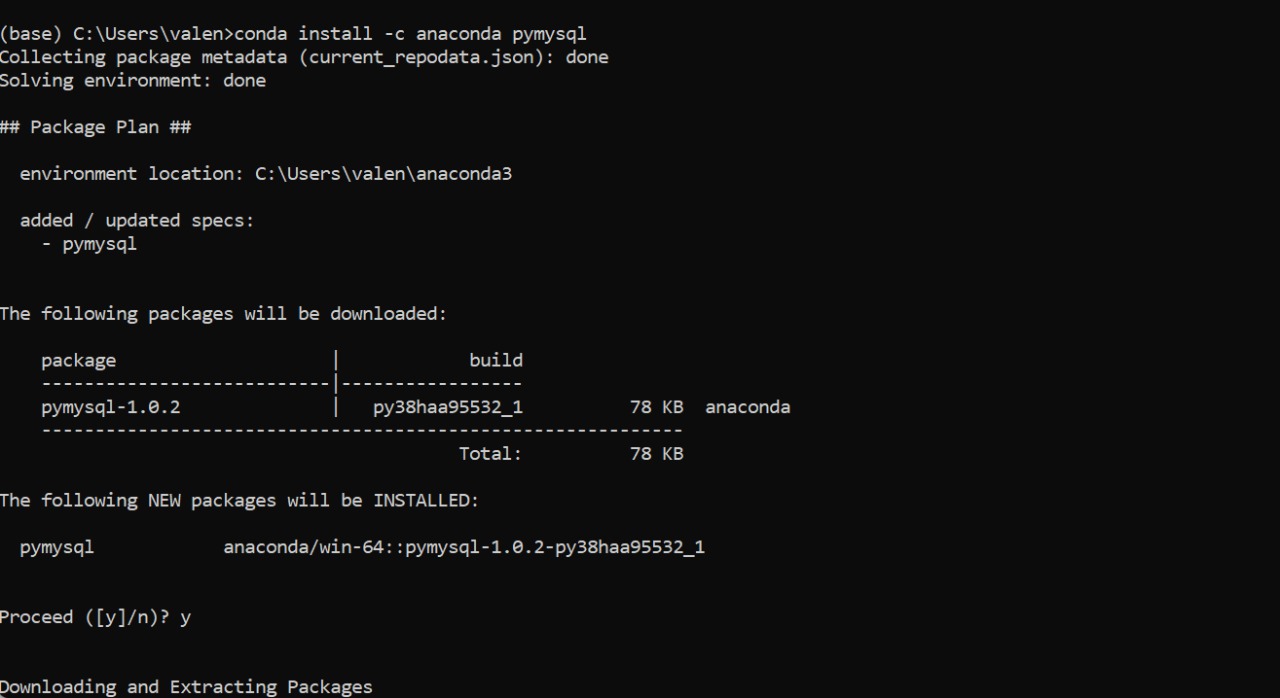 (base) C:\Users\valen>conda install -c anaconda pymysql
Collecting package metadata (current_repodata.json): done
Solving environment: done
## Package Plan ##
  environment location: C:\Users\valen\anaconda3
  added / updated specs:
    - pymysql
The following packages will be downloaded:
    package                    |            build
    ---------------------------|-----------------
    pymysql-1.0.2              |   py38haa95532_1          78 KB  anaconda
    ------------------------------------------------------------
                                           Total:          78 KB
The following NEW packages will be INSTALLED:
  pymysql            anaconda/win-64::pymysql-1.0.2-py38haa95532_1
Proceed ([y]/n)? y
Downloading and Extracting Packages